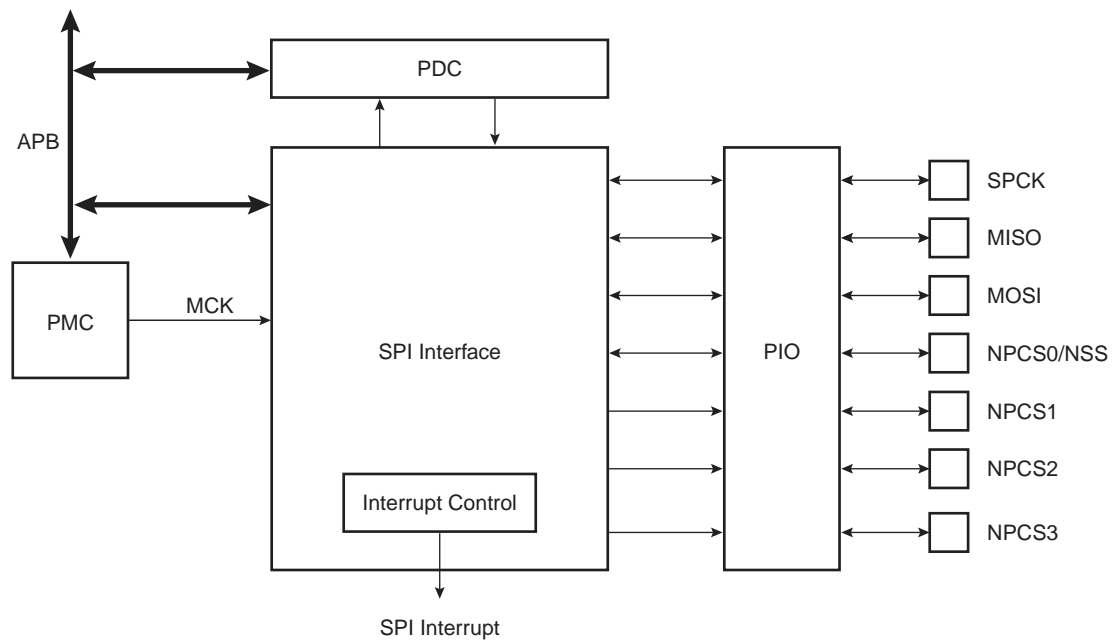 PDC
APB
SPCK
MISO
MCK
MOSI
PMC
SPI Interface
PIO
NPCS0/NSS
NPCS1
NPCS2
Interrupt Control
NPCS3
SPI Interrupt